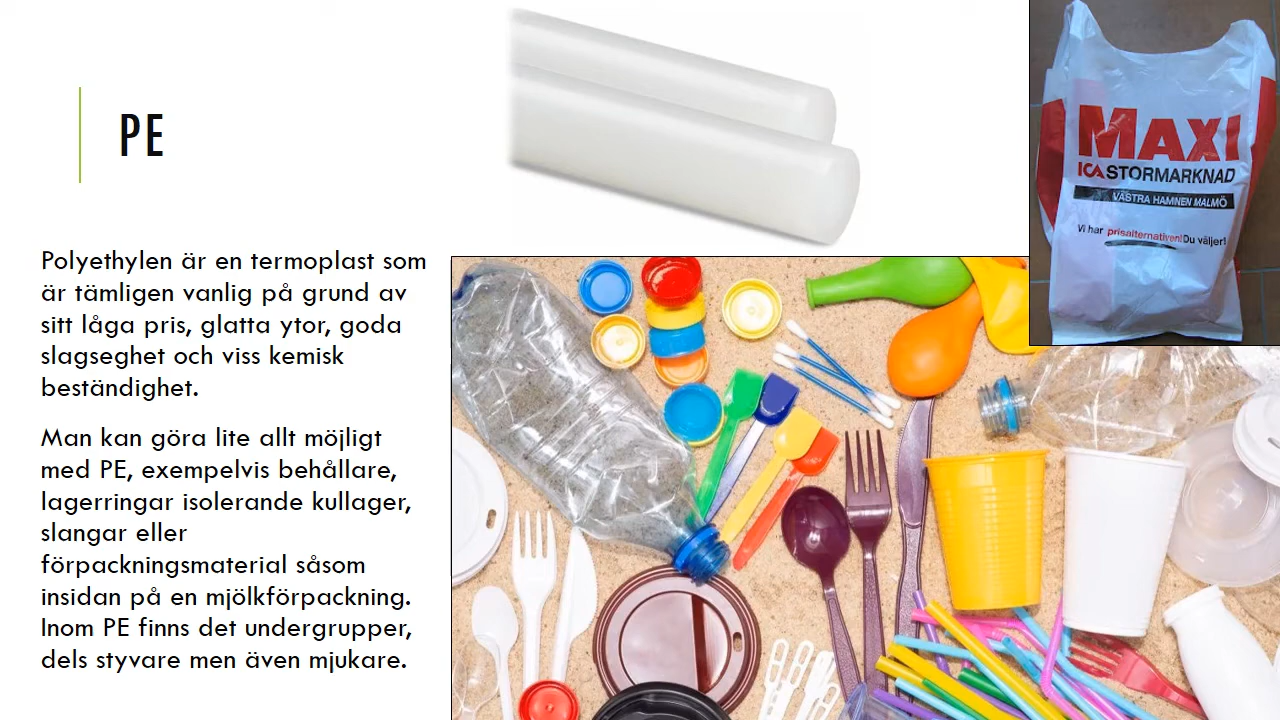 PE
Polyethylen är en termoplast som
är tämligen vanlig på grund av
sitt låga pris, glatta ytor, goda
slagseghet och viss kemisk
beständighet.
Man kan göra lite allt möjligt
med PE, exempelvis behållare,
lagerringar isolerande kullager,
slangar eller
förpackningsmaterial såsom
insidan på en mjölkförpackning.
Inom PE finns det undergrupper,
dels styvare men även mjukare.
MAXI
ICA STORMARKNAD
VÄSTRA HAMNEN MALMÖ
Vi har prisalternativen! Du väljer!